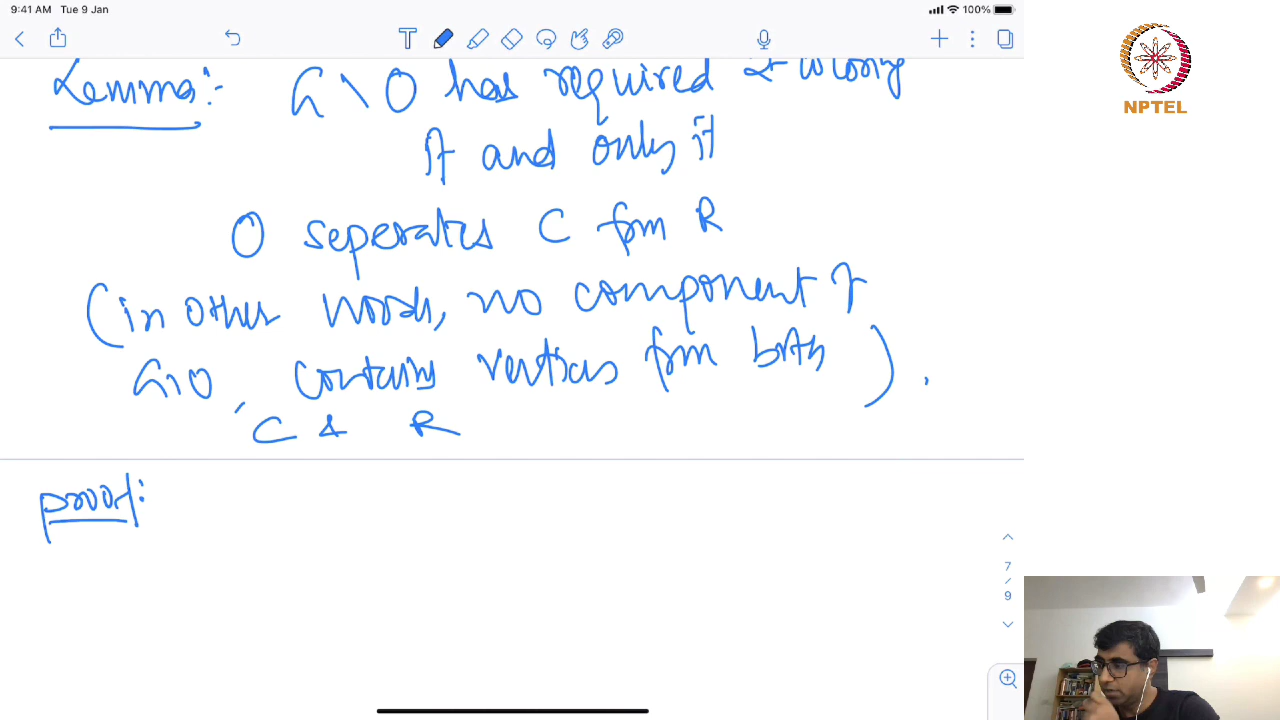 9:41 AM Tue 9 Jan
100%
NPTEL
Lemma:- G \ O has required 2-coloring
if and only if
O seperates C from R
(in other words, no component of
G\O contains vertices from both
C & R ).
proof:
7
/
9